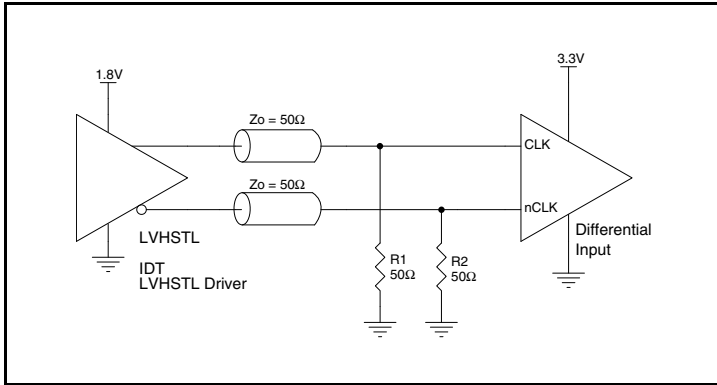 1.8V
3.3V
Zo = 50Ω
CLK
Zo = 50Ω
nCLK
LVHSTL
IDT
LVHSTL Driver
R1
50Ω
R2
50Ω
Differential
Input